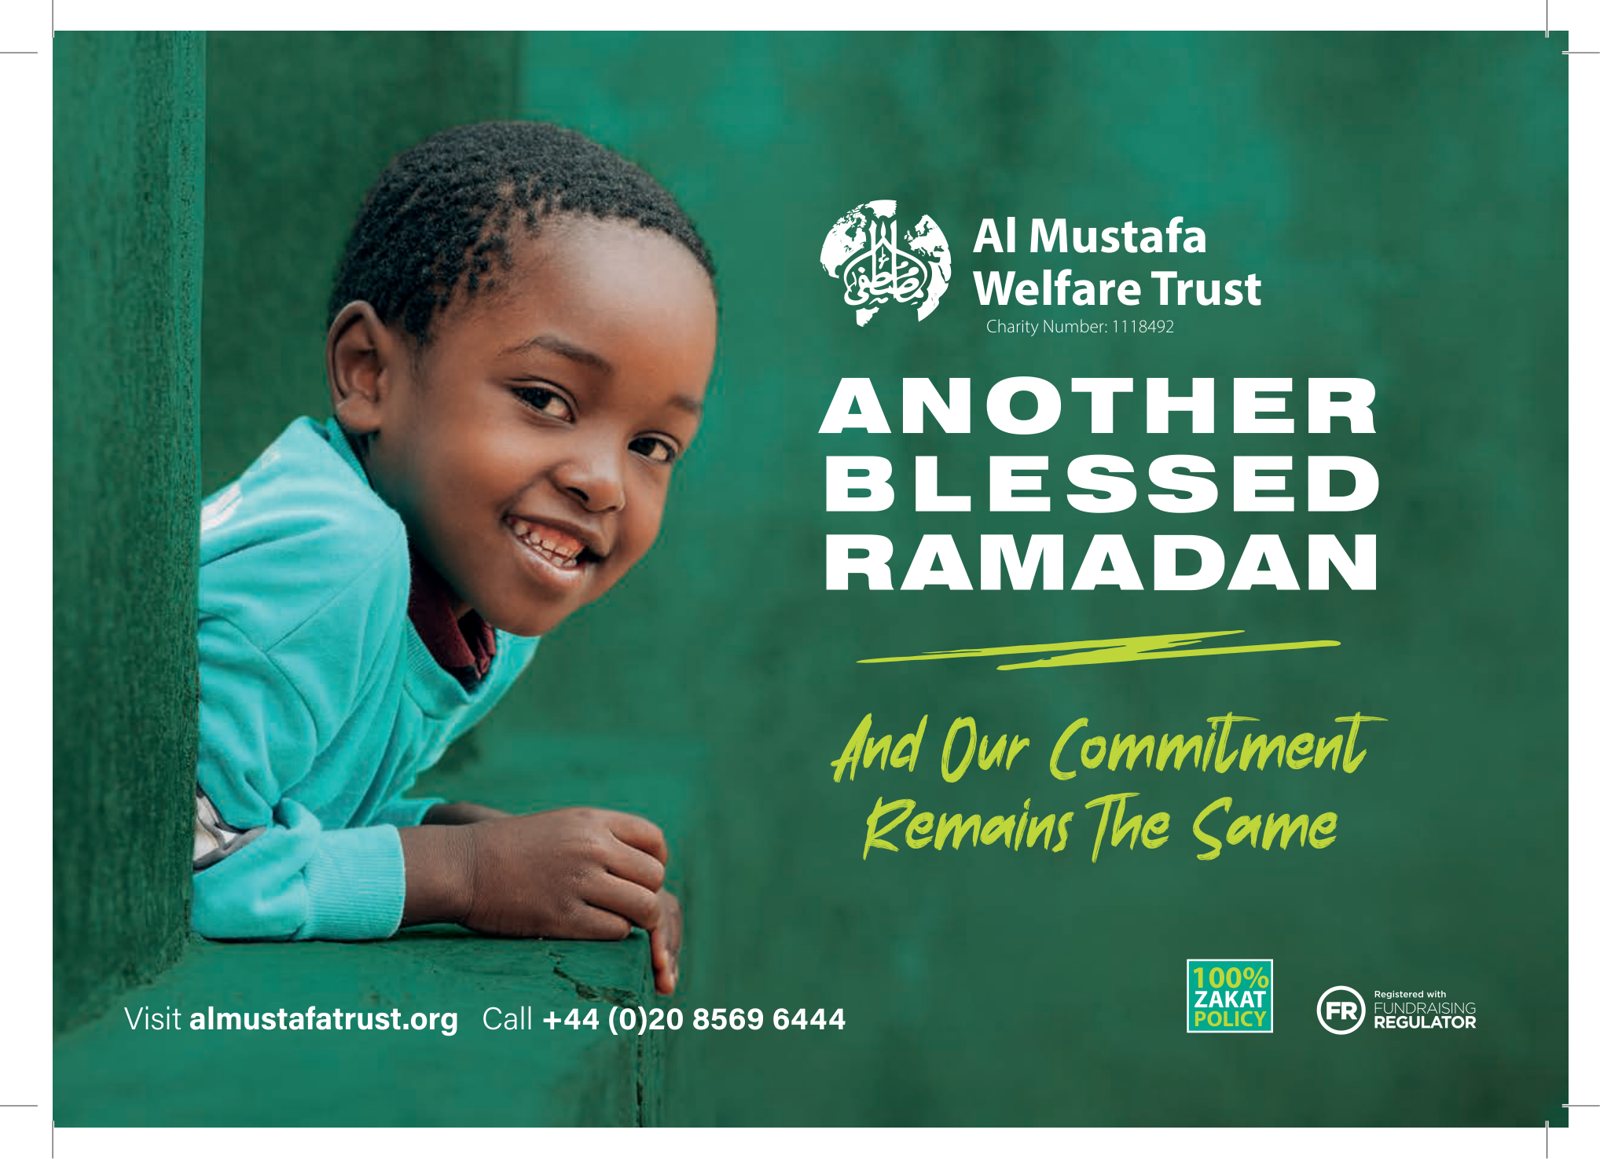 مصطفى
Al Mustafa
Welfare Trust
Charity Number: 1118492
ANOTHER
BLESSED
RAMADAN
And Our Commitment
Remains The Same
Visit almustafatrust.org Call +44 (0)20 8569 6444
100%
ZAKAT
POLICY
FR
Registered with
FUNDRAISING
REGULATOR